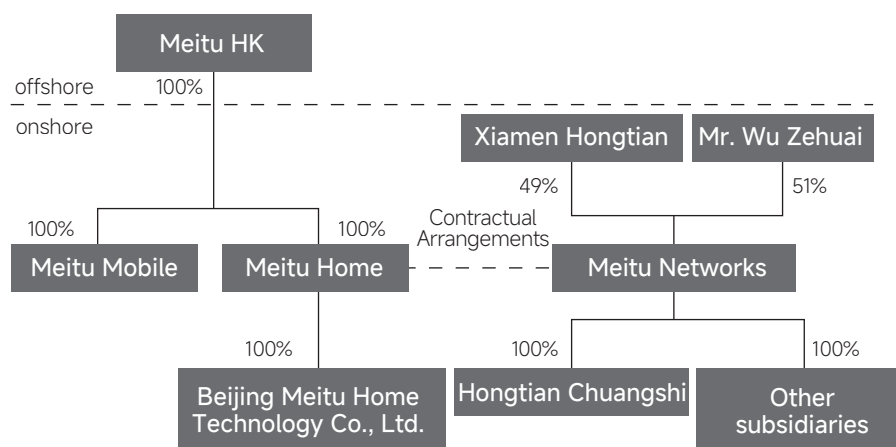 Meitu HK
offshore
100%
onshore
Xiamen Hongtian
Mr. Wu Zehuai
49%
51%
100%
100%
Contractual
Arrangements
Meitu Mobile
Meitu Home
Meitu Networks
100%
100%
100%
Beijing Meitu Home
Technology Co., Ltd.
Hongtian Chuangshi
Other
subsidiaries